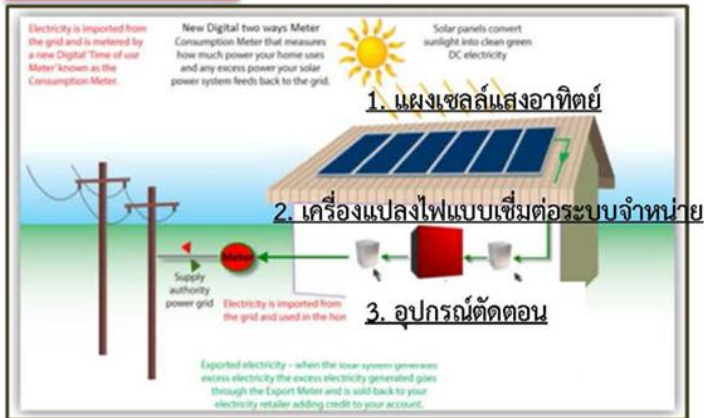 Electricity is imported from
the grid and is metered by
a new Digital 'Time of use
Meter' known as the
Consumption Meter.
New Digital two ways Meter
Consumption Meter that measures
how much power your home uses
and any excess power your solar
power system feeds back to the grid.
Solar panels convert
sunlight into clean green
DC electricity
1. แผงเซลล์แสงอาทิตย์
2. เครื่องแปลงไฟแบบเชื่มต่อระบบจำหน่าย
Meter
Supply
authority
power grid
Electricity is imported from
the grid and used in the hom
3. อุปกรณ์ตัดตอน
Exported electricity – when the solar system generates
excess electricity the excess electricity generated goes
through the Export Meter and is sold back to your
electricity retailer adding credit to your account.